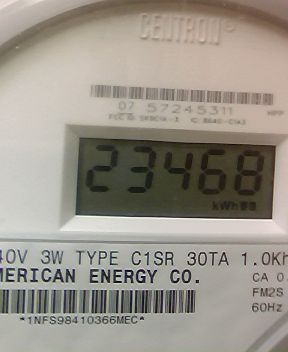 CENTRON®
07 57245311
23468
kWh
40V 3W TYPE C1SR 30TA 1.0Kh
MERICAN ENERGY CO.
CA 0.
FM2S
60Hz
*1NFS98410366MEC*